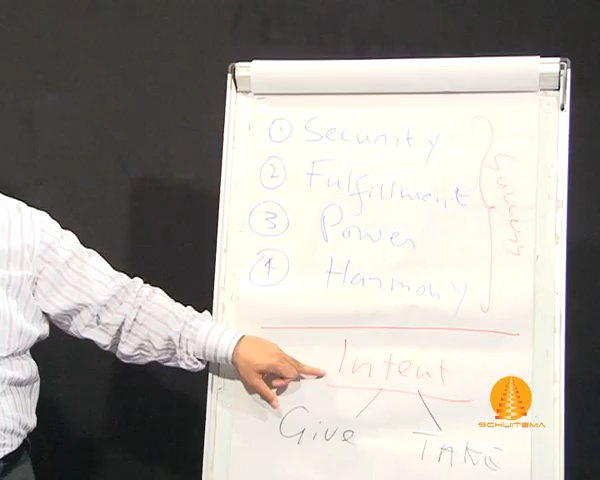 ① Security
② Fulfillment
③ Power
④ Harmony
Success
Intent
Give TAKE
SCHUITEMA